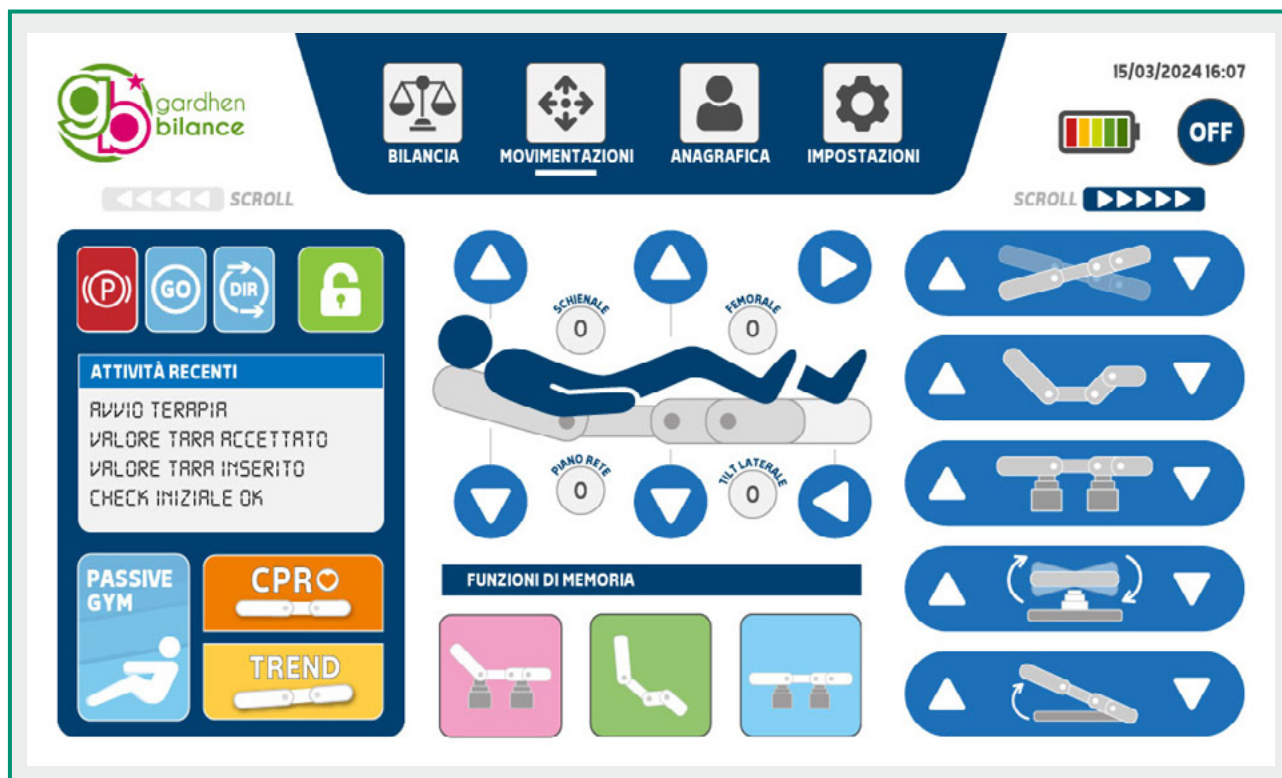 gardhen
bilance
BILANCIA
MOVIMENTAZIONI
ANAGRAFICA
IMPOSTAZIONI
15/03/2024 16:07
OFF
SCROLL
SCROLL
(P)
GO
DIR
ATTIVITÀ RECENTI
AVVIO TERAPIA
VALORE TARA ACCETTATO
VALORE TARA INSERITO
CHECK INIZIALE OK
PASSIVE
GYM
CPR
TREND
SCHIENALE
0
FEMORALE
0
PIANO RETE
0
TILT LATERALE
0
FUNZIONI DI MEMORIA